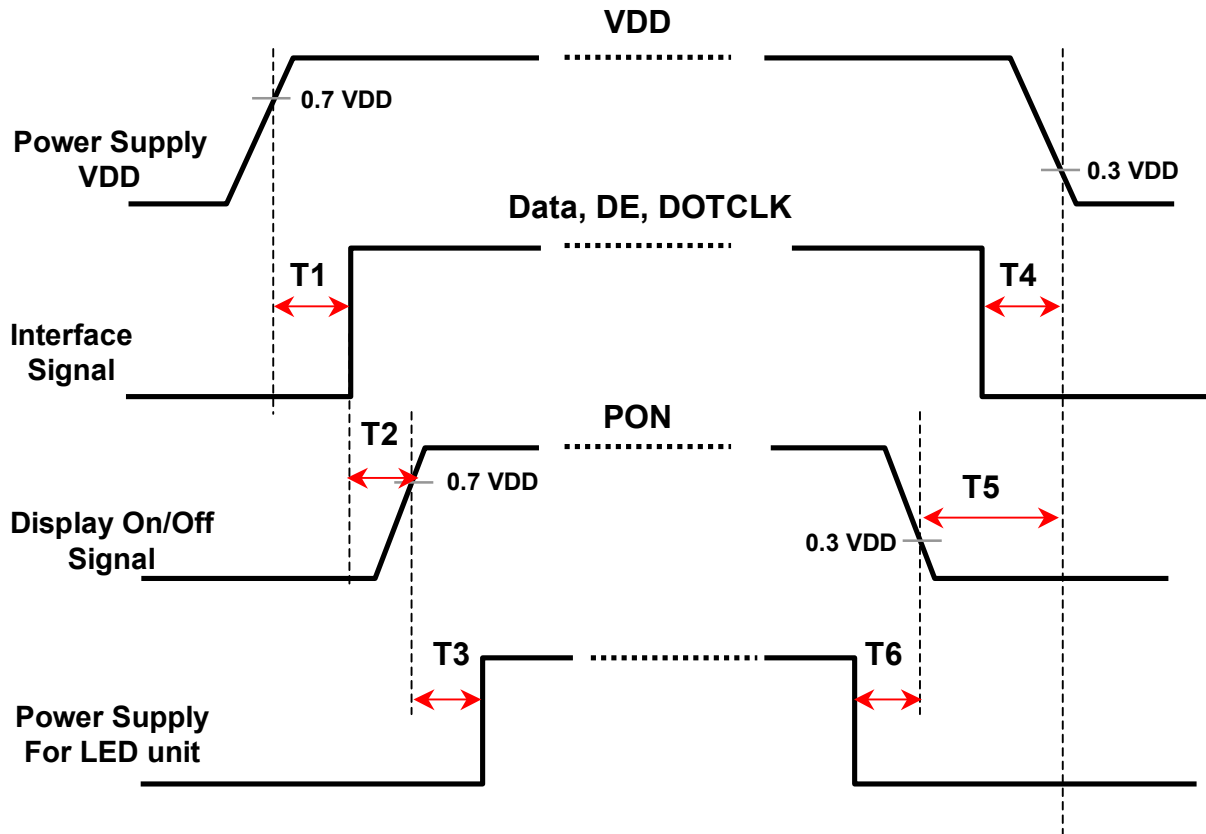 VDD
0.7 VDD
Power Supply
VDD
0.3 VDD
Data, DE, DOTCLK
T1
T4
Interface
Signal
PON
T2
0.7 VDD
T5
Display On/Off
Signal
0.3 VDD
T3
T6
Power Supply
For LED unit